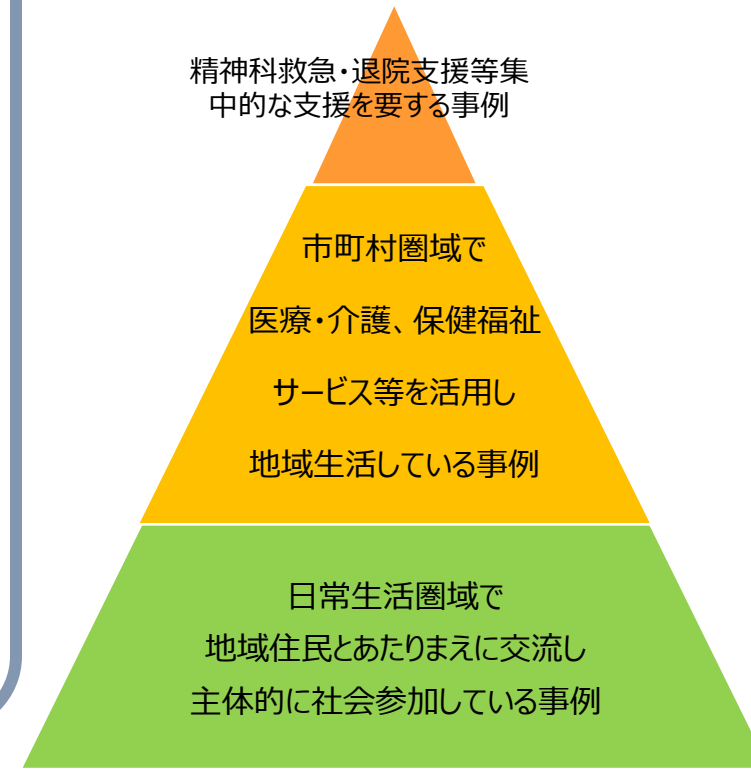 精神科救急・退院支援等集
中的な支援を要する事例
市町村圏域で
医療・介護、保健福祉
サービス等を活用し
地域生活している事例
日常生活圏域で
地域住民とあたりまえに交流し
主体的に社会参加している事例